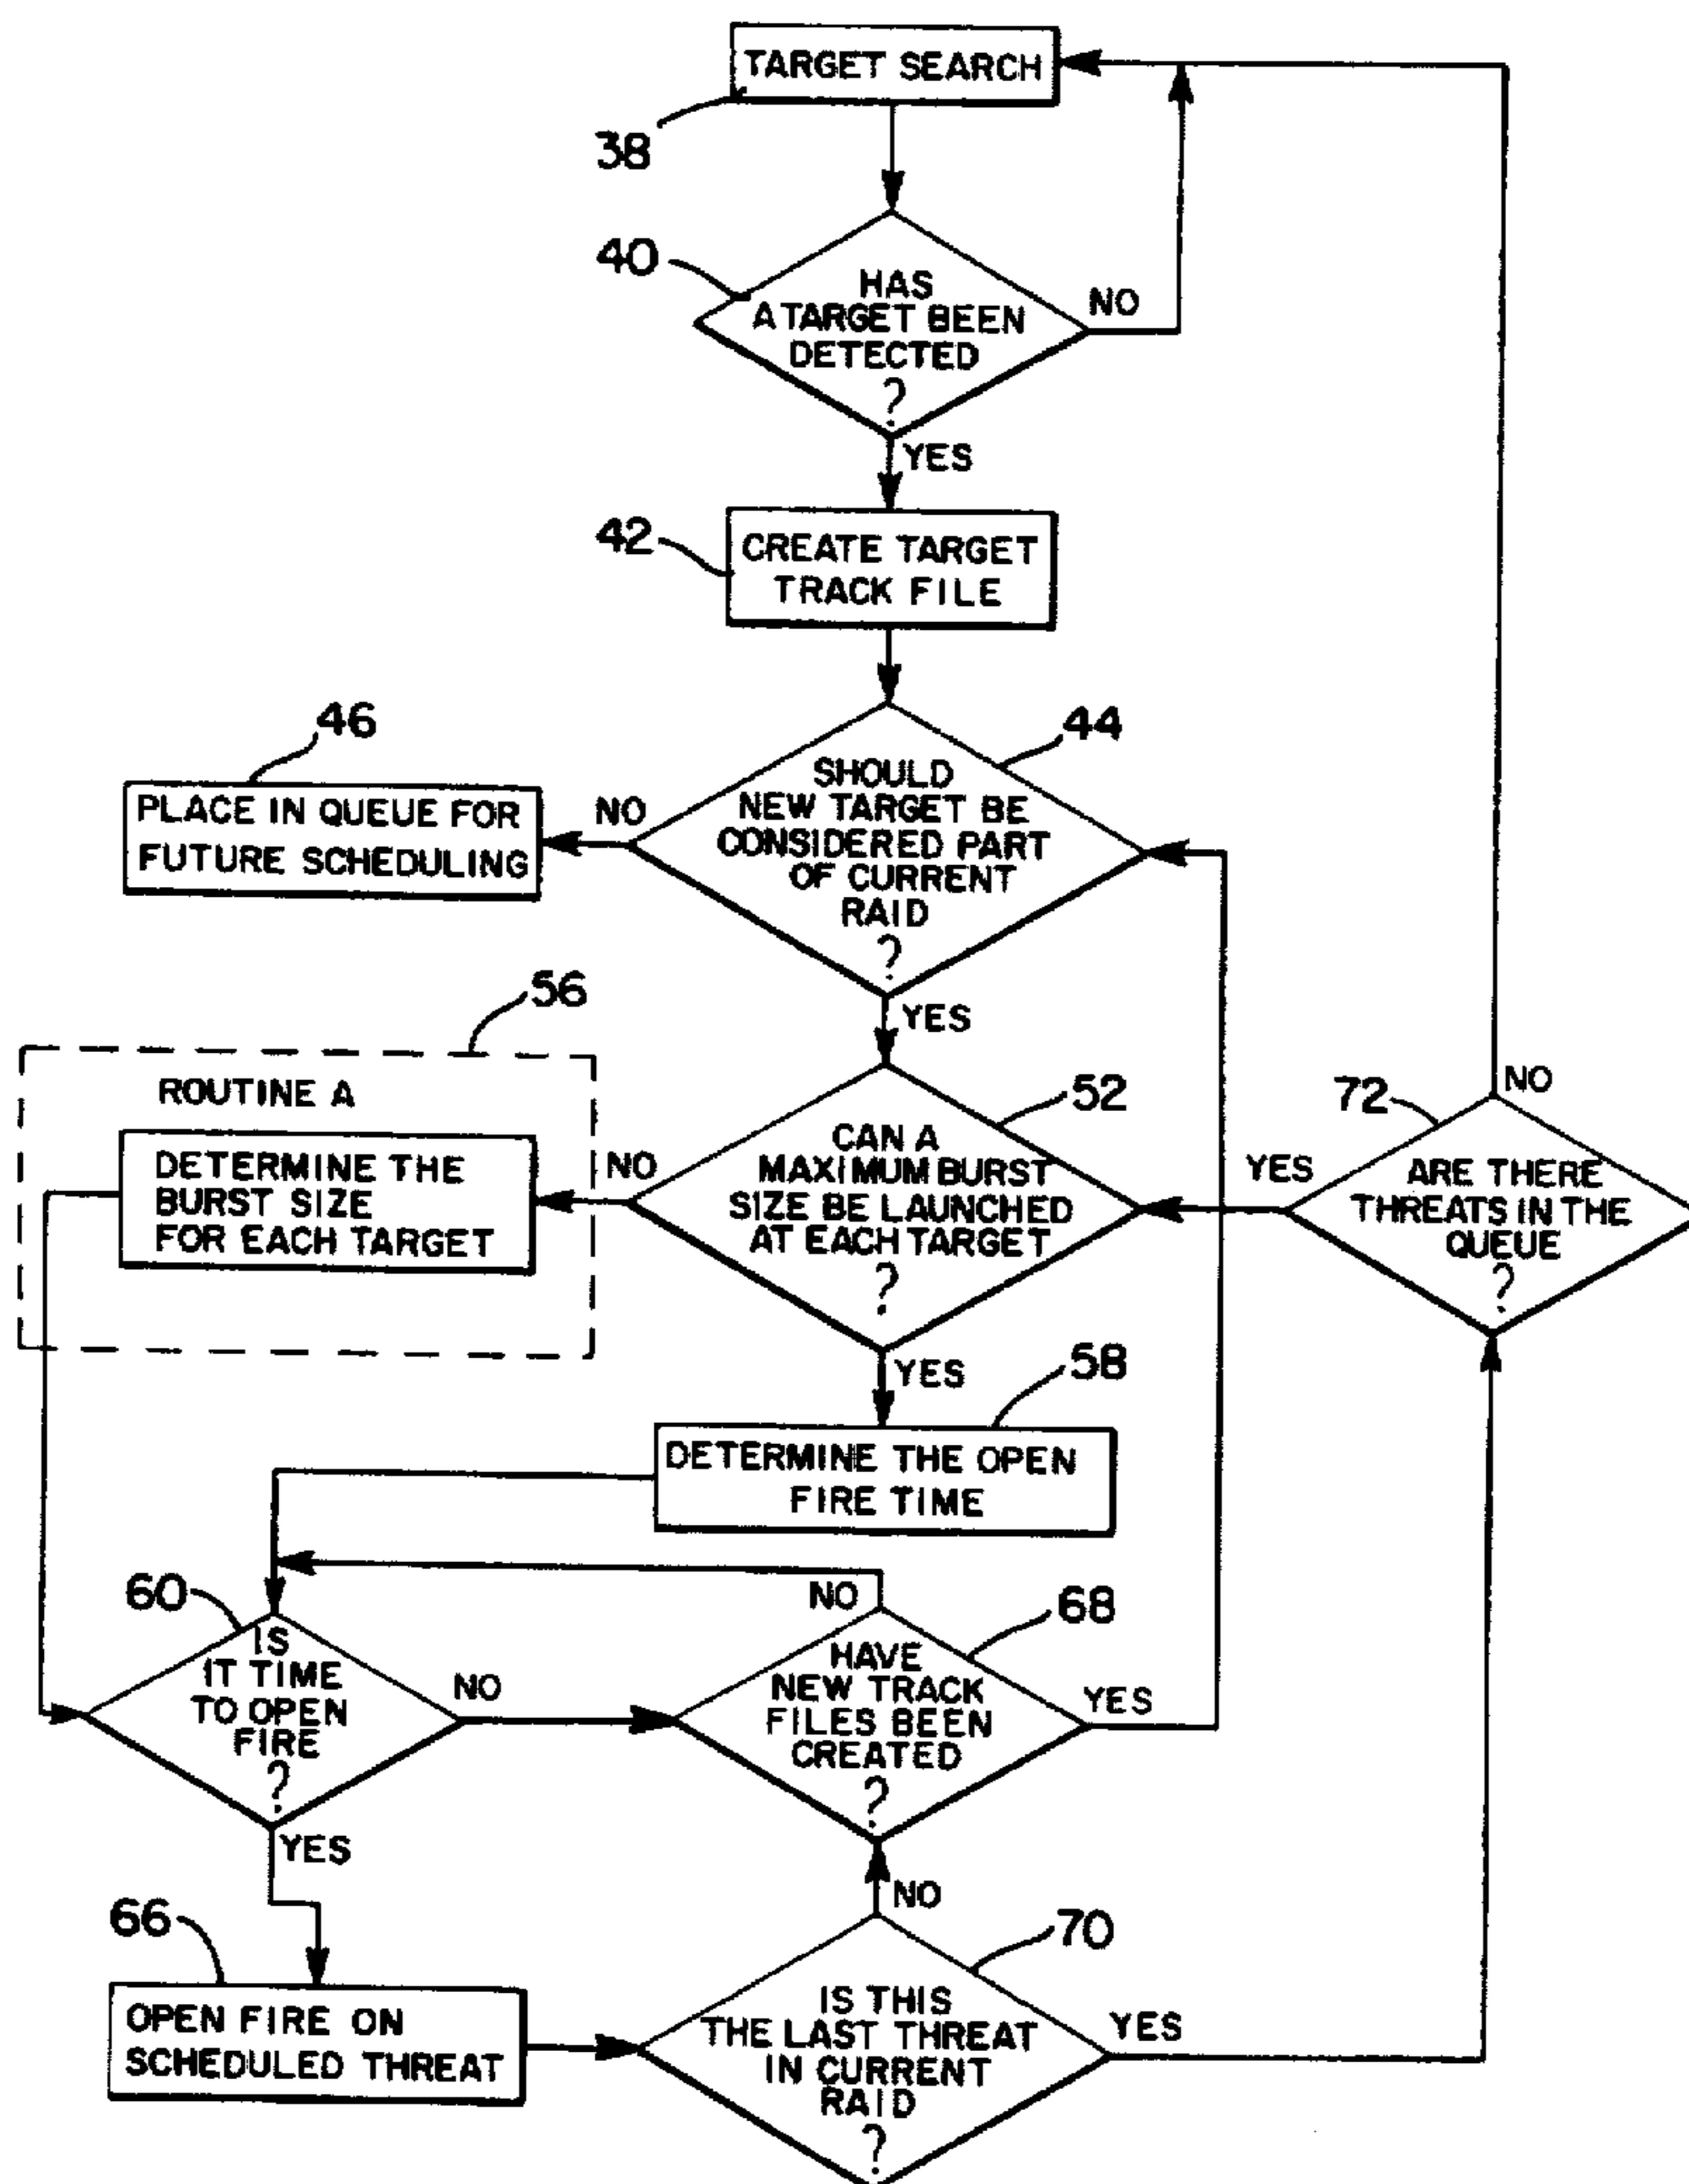 TARGET SEARCH
38
40
HAS
A TARGET BEEN
DETECTED
?
NO
YES
42
CREATE TARGET
TRACK FILE
46
44
PLACE IN QUEUE FOR
FUTURE SCHEDULING
NO
SHOULD
NEW TARGET BE
CONSIDERED PART
OF CURRENT
RAID
?
YES
56
ROUTINE A
DETERMINE THE
BURST SIZE
FOR EACH TARGET
NO
52
CAN A
MAXIMUM BURST
SIZE BE LAUNCHED
AT EACH TARGET
?
YES
72
NO
YES
ARE THERE
THREATS IN THE
QUEUE
?
58
DETERMINE THE OPEN
FIRE TIME
60
IS
IT TIME
TO OPEN
FIRE
?
NO
YES
NO
68
HAVE
NEW TRACK
FILES BEEN
CREATED
?
YES
NO
66
OPEN FIRE ON
SCHEDULED THREAT
70
IS THIS
THE LAST THREAT
IN CURRENT
RAID
?
YES